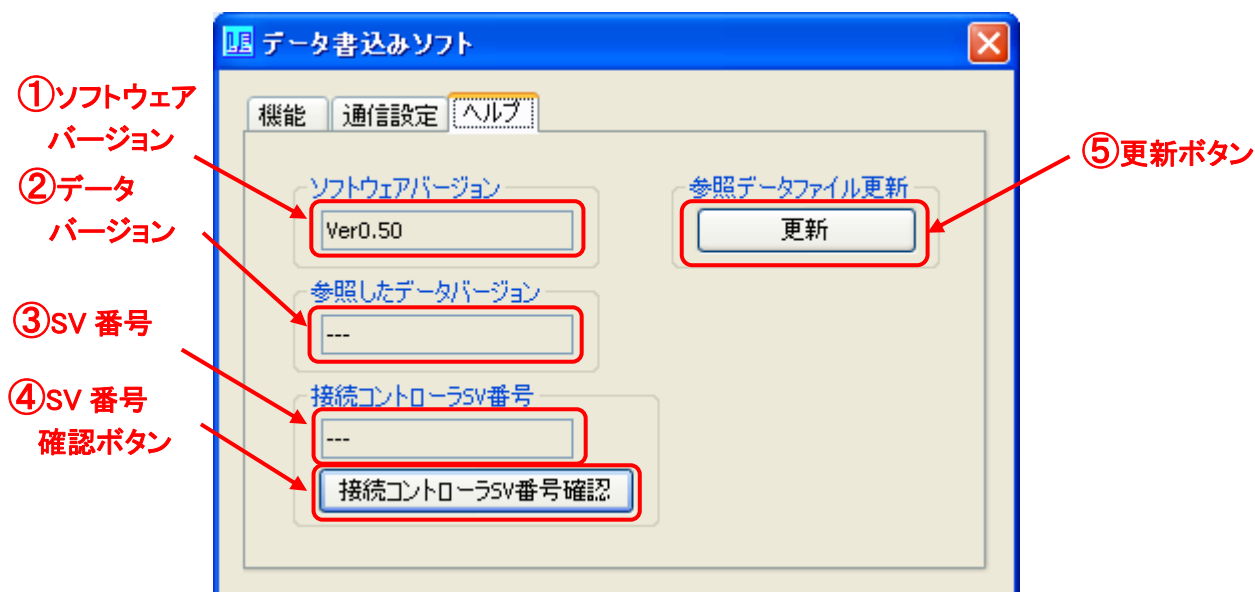 データ書込みソフト
機能 通信設定 ヘルプ
①ソフトウェア
バージョン
②データ
バージョン
③SV 番号
④SV 番号
確認ボタン
ソフトウェアバージョン
Ver0.50
参照したデータバージョン
---
接続コントローラSV番号
---
接続コントローラSV番号確認
参照データファイル更新
更新
⑤更新ボタン